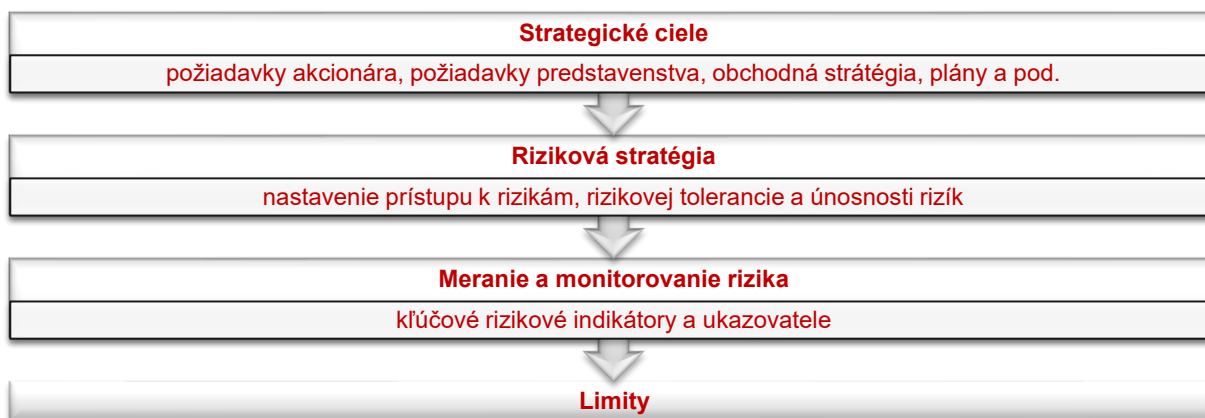 Strategické ciele
požiadavky akcionára, požiadavky predstavenstva, obchodná strátégia, plány a pod.
Riziková stratégia
nastavenie prístupu k rizikám, rizikovej tolerancie a únosnosti rizík
Meranie a monitorovanie rizika
kľúčové rizikové indikátory a ukazovatele
Limity